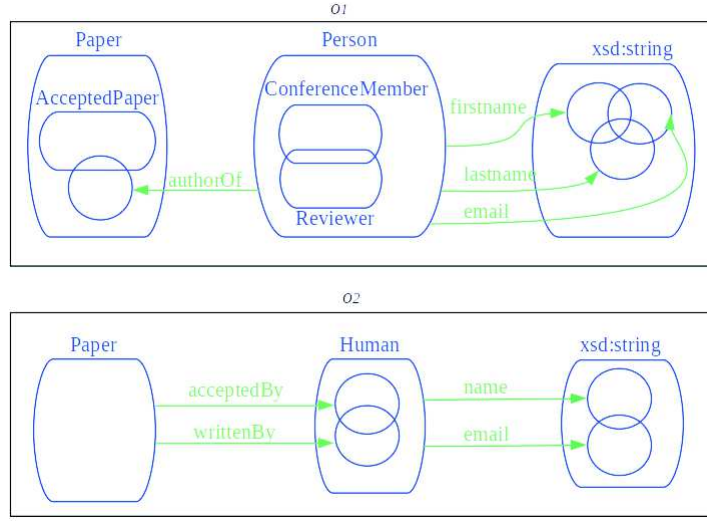 O1
Paper
Person
xsd:string
AcceptedPaper
ConferenceMember
firstname
authorOf
lastname
Reviewer
email
O2
Paper
Human
xsd:string
acceptedBy
name
writtenBy
email